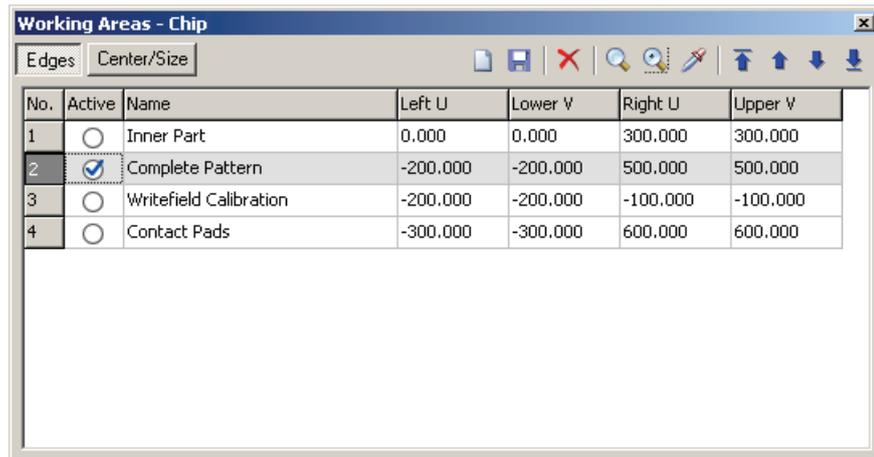 Working Areas - Chip
Edges Center/Size
No. Active Name Left U Lower V Right U Upper V
1 Inner Part 0.000 0.000 300.000 300.000
2 Complete Pattern -200.000 -200.000 500.000 500.000
3 Writefield Calibration -200.000 -200.000 -100.000 -100.000
4 Contact Pads -300.000 -300.000 600.000 600.000